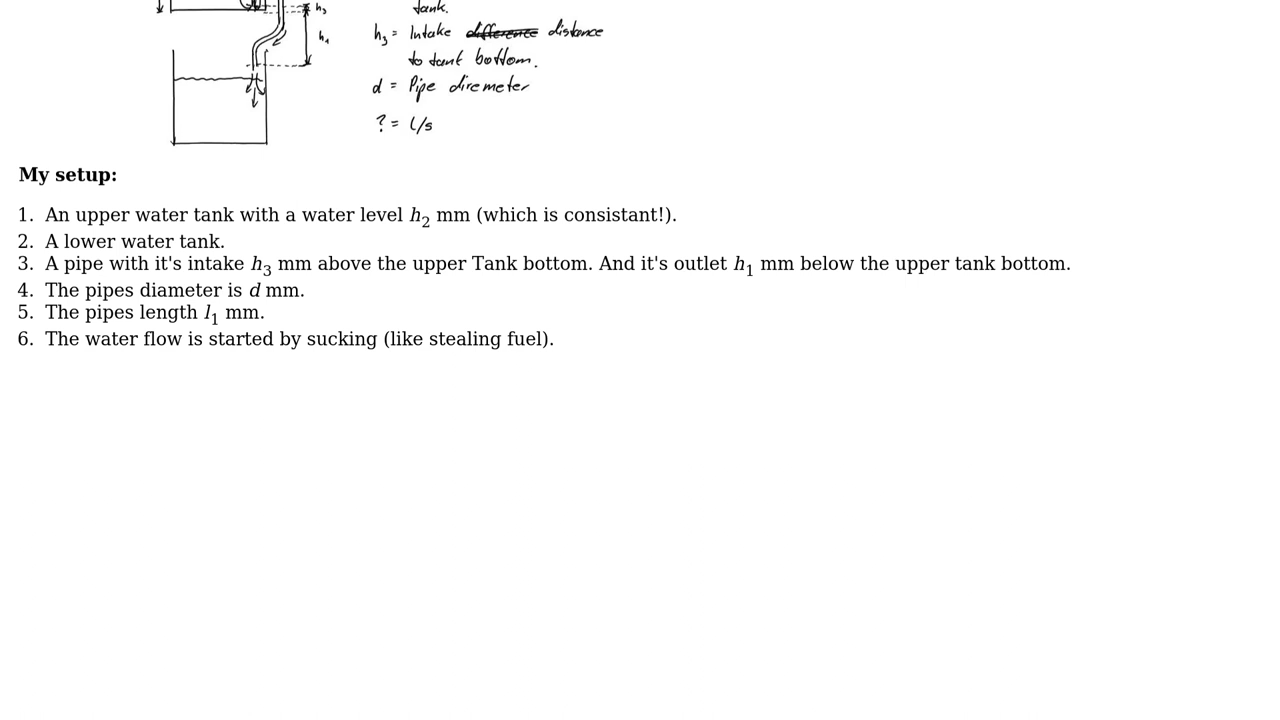 tank.
h3
h3 = Intake difference distance
h1
to tant bottom.
d = Pipe diremeter
? = l/s
My setup:
1. An upper water tank with a water level h2 mm (which is consistant!).
2. A lower water tank.
3. A pipe with it's intake h3 mm above the upper Tank bottom. And it's outlet h1 mm below the upper tank bottom.
4. The pipes diameter is d mm.
5. The pipes length l1 mm.
6. The water flow is started by sucking (like stealing fuel).